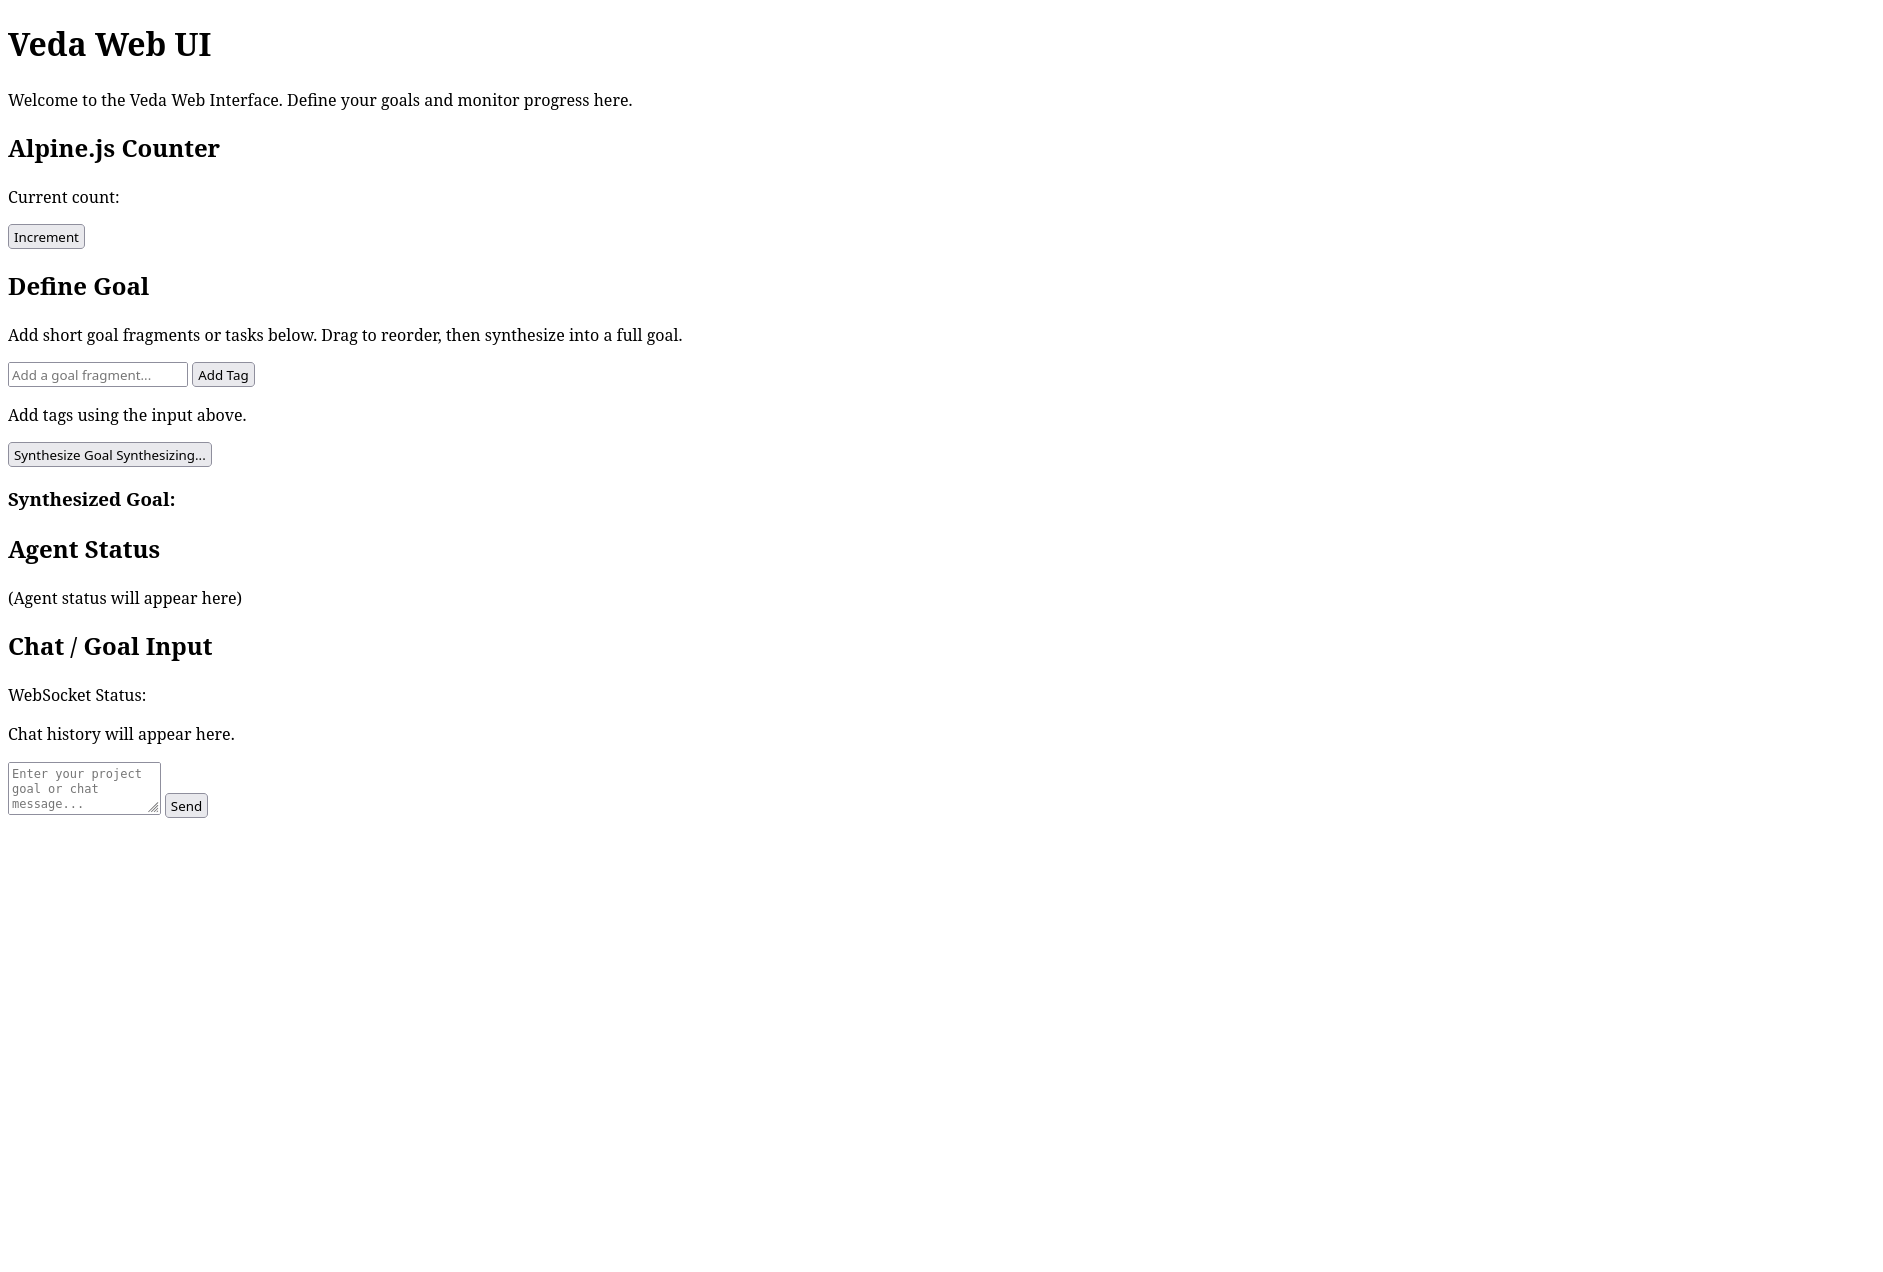 Veda Web UI
Welcome to the Veda Web Interface. Define your goals and monitor progress here.
Alpine.js Counter
Current count:
Increment
Define Goal
Add short goal fragments or tasks below. Drag to reorder, then synthesize into a full goal.
Add a goal fragment... Add Tag
Add tags using the input above.
Synthesize Goal Synthesizing...
Synthesized Goal:
Agent Status
(Agent status will appear here)
Chat / Goal Input
WebSocket Status:
Chat history will appear here.
Enter your project
goal or chat
message...
Send